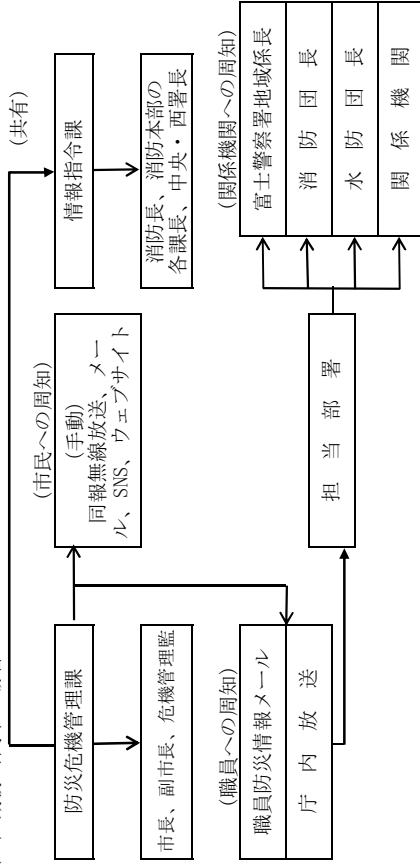 (共有)
防災危機管理課
市長、副市長、危機管理監
(職員への周知)
職員防災情報メール
庁内放送
(市民への周知)
(手動)
同報無線放送、メー
ル、SNS、ウェブサイト
担当部署
情報指令課
消防長、消防本部の
各課長、中央・西署長
(関係機関への周知)
富士警察署地域係長
消防団長
水防団長
関係機関